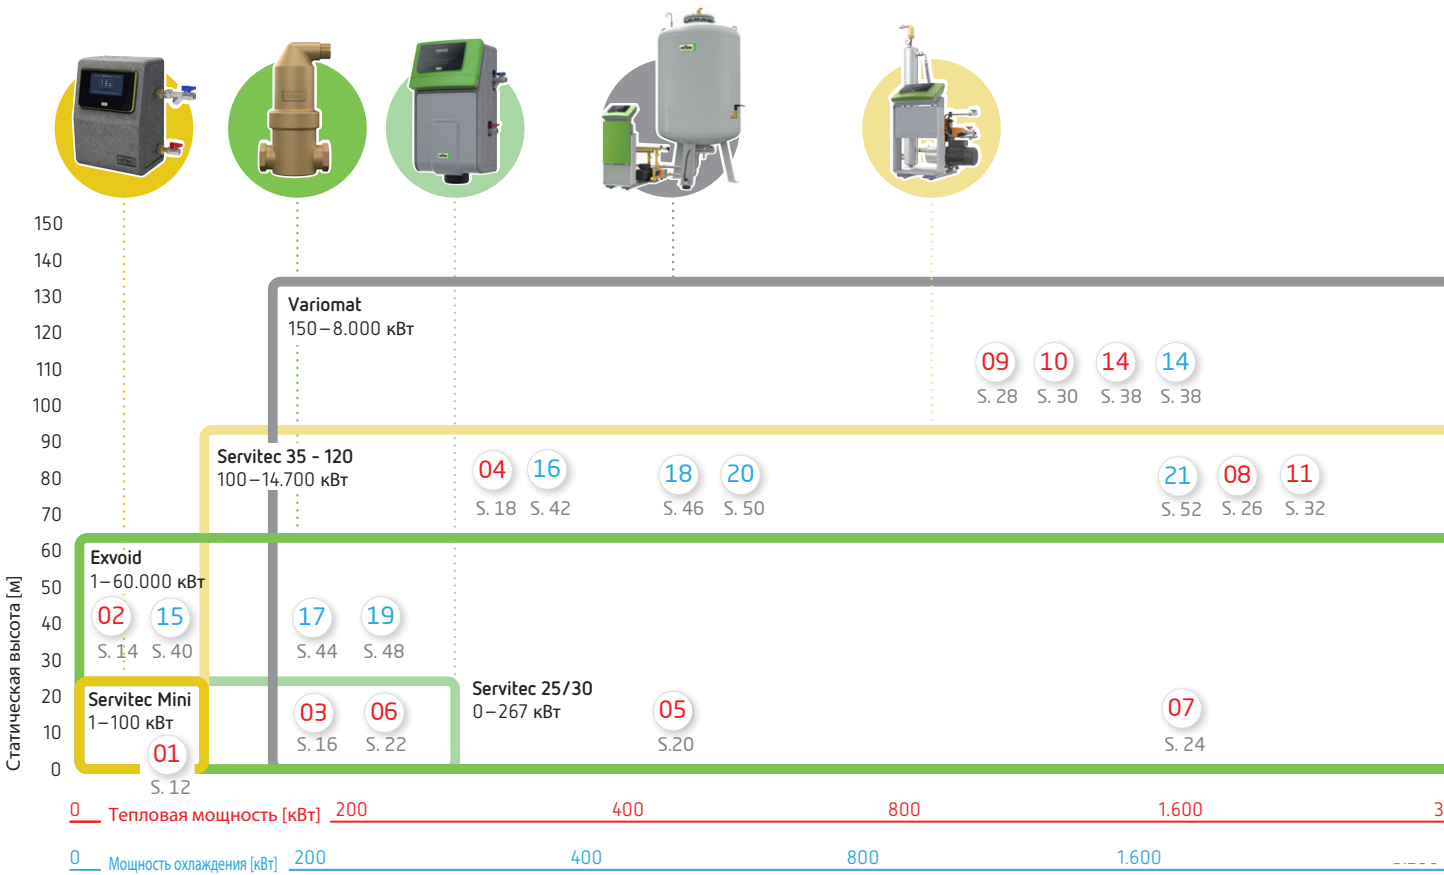 150
140
130
120
110
100
90
80
70
60
50
40
30
20
10
0
Статическая высота [м]
Variomat
150–8.000 кВт
09
10
14
14
S. 28
S. 30
S. 38
S. 38
Servitec 35 - 120
100–14.700 кВт
04
16
18
20
21
08
11
S. 18
S. 42
S. 46
S. 50
S. 52
S. 26
S. 32
Exvoid
1–60.000 кВт
02
15
17
19
S. 14
S. 40
S. 44
S. 48
Servitec Mini
1–100 кВт
01
S. 12
03
06
S. 16
S. 22
Servitec 25/30
0–267 кВт
05
S.20
07
S. 24
0 Тепловая мощность [кВт] 200 400 800 1.600 3
0 Мощность охлаждения [кВт] 200 400 800 1.600